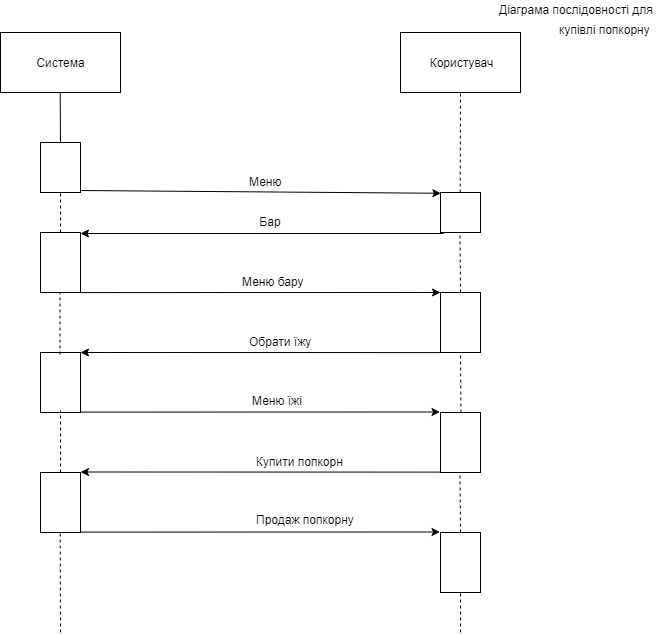 Діаграма послідовності для
купівлі попкорну
Система
Користувач
Меню
Бар
Меню бару
Обрати їжу
Меню їжі
Купити попкорн
Продаж попкорну